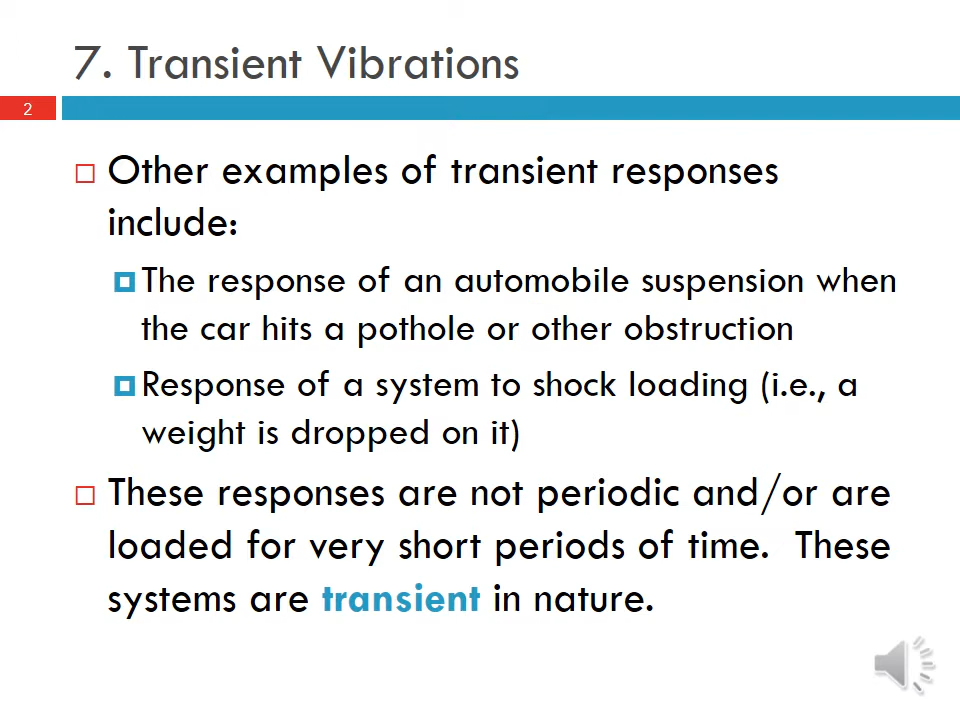 7. Transient Vibrations
2
Other examples of transient responses
include:
The response of an automobile suspension when
the car hits a pothole or other obstruction
Response of a system to shock loading (i.e., a
weight is dropped on it)
These responses are not periodic and/or are
loaded for very short periods of time.  These
systems are transient in nature.